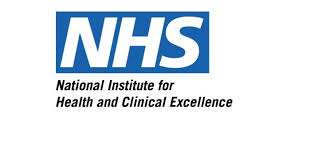 NHS
National Institute for
Health and Clinical Excellence